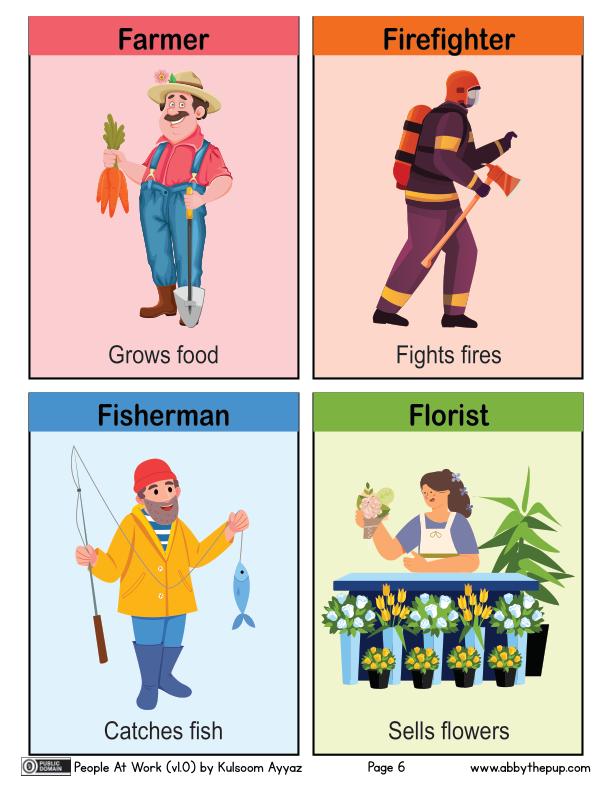 Farmer
Grows food
Firefighter
Fights fires
Fisherman
Catches fish
Florist
Sells flowers
PUBLIC
DOMAIN
People At Work (v1.0) by Kulsoom Ayyaz Page 6 www.abbythepup.com